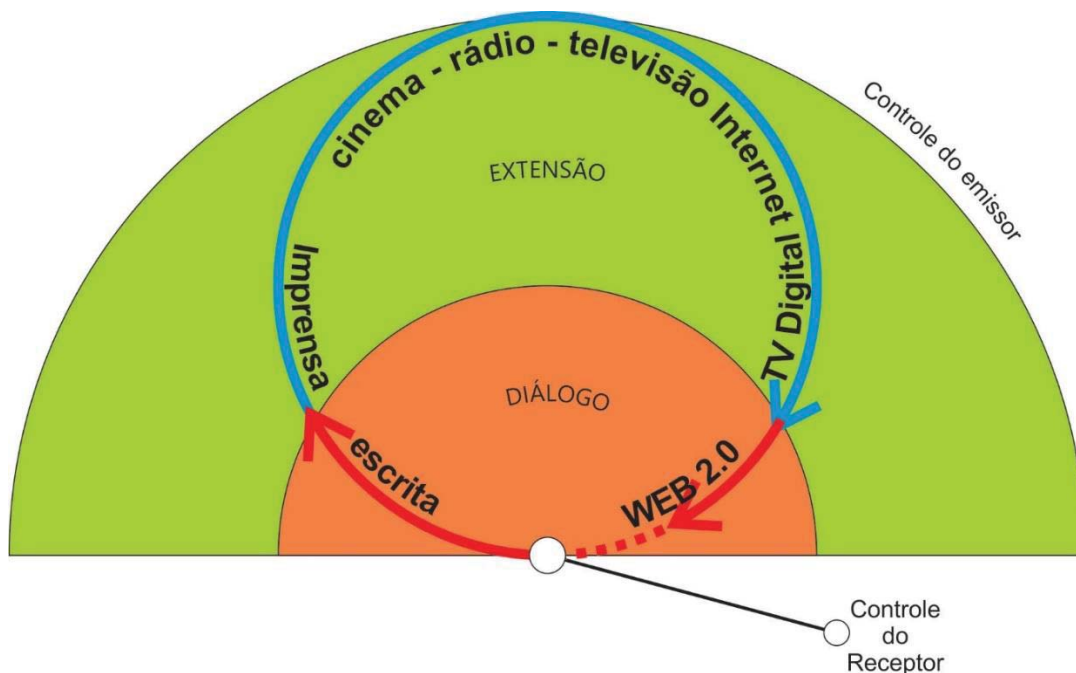 cinema - rádio - televisão Internet
TV Digital
Controle do emissor
EXTENSÃO
Imprensa
DIÁLOGO
escrita
WEB 2.0
Controle
do
Receptor